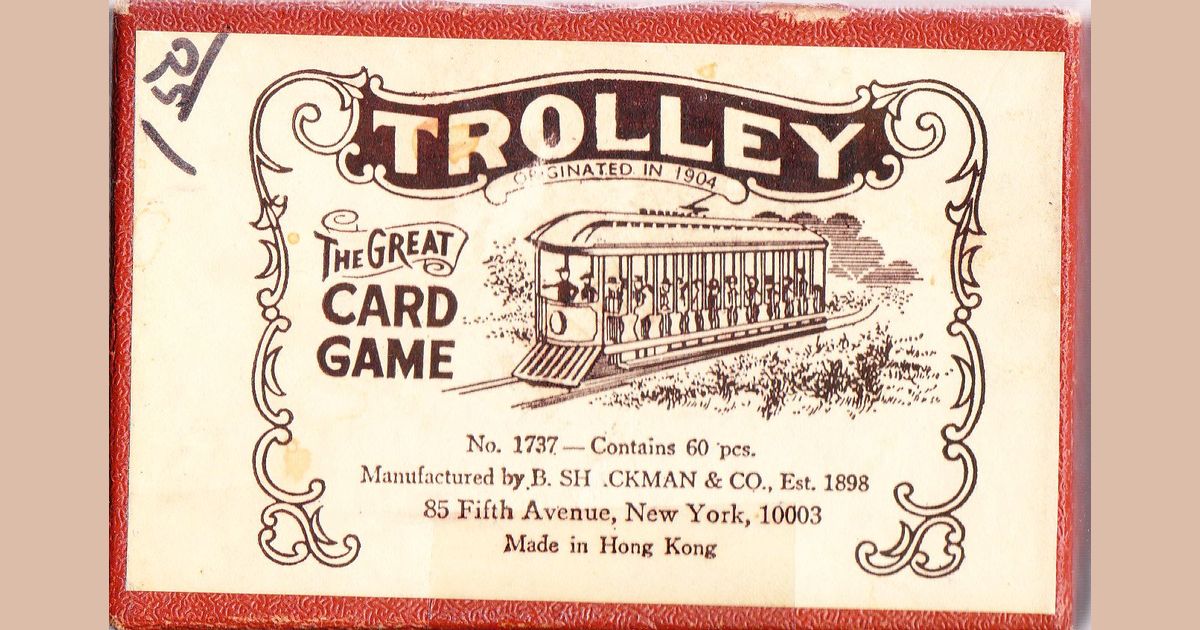 TROLLEY
ORIGINATED IN 1904
THE GREAT
CARD
GAME
No. 1737 — Contains 60 pcs.
Manufactured by B. SH .CKMAN & CO., Est. 1898
85 Fifth Avenue, New York, 10003
Made in Hong Kong